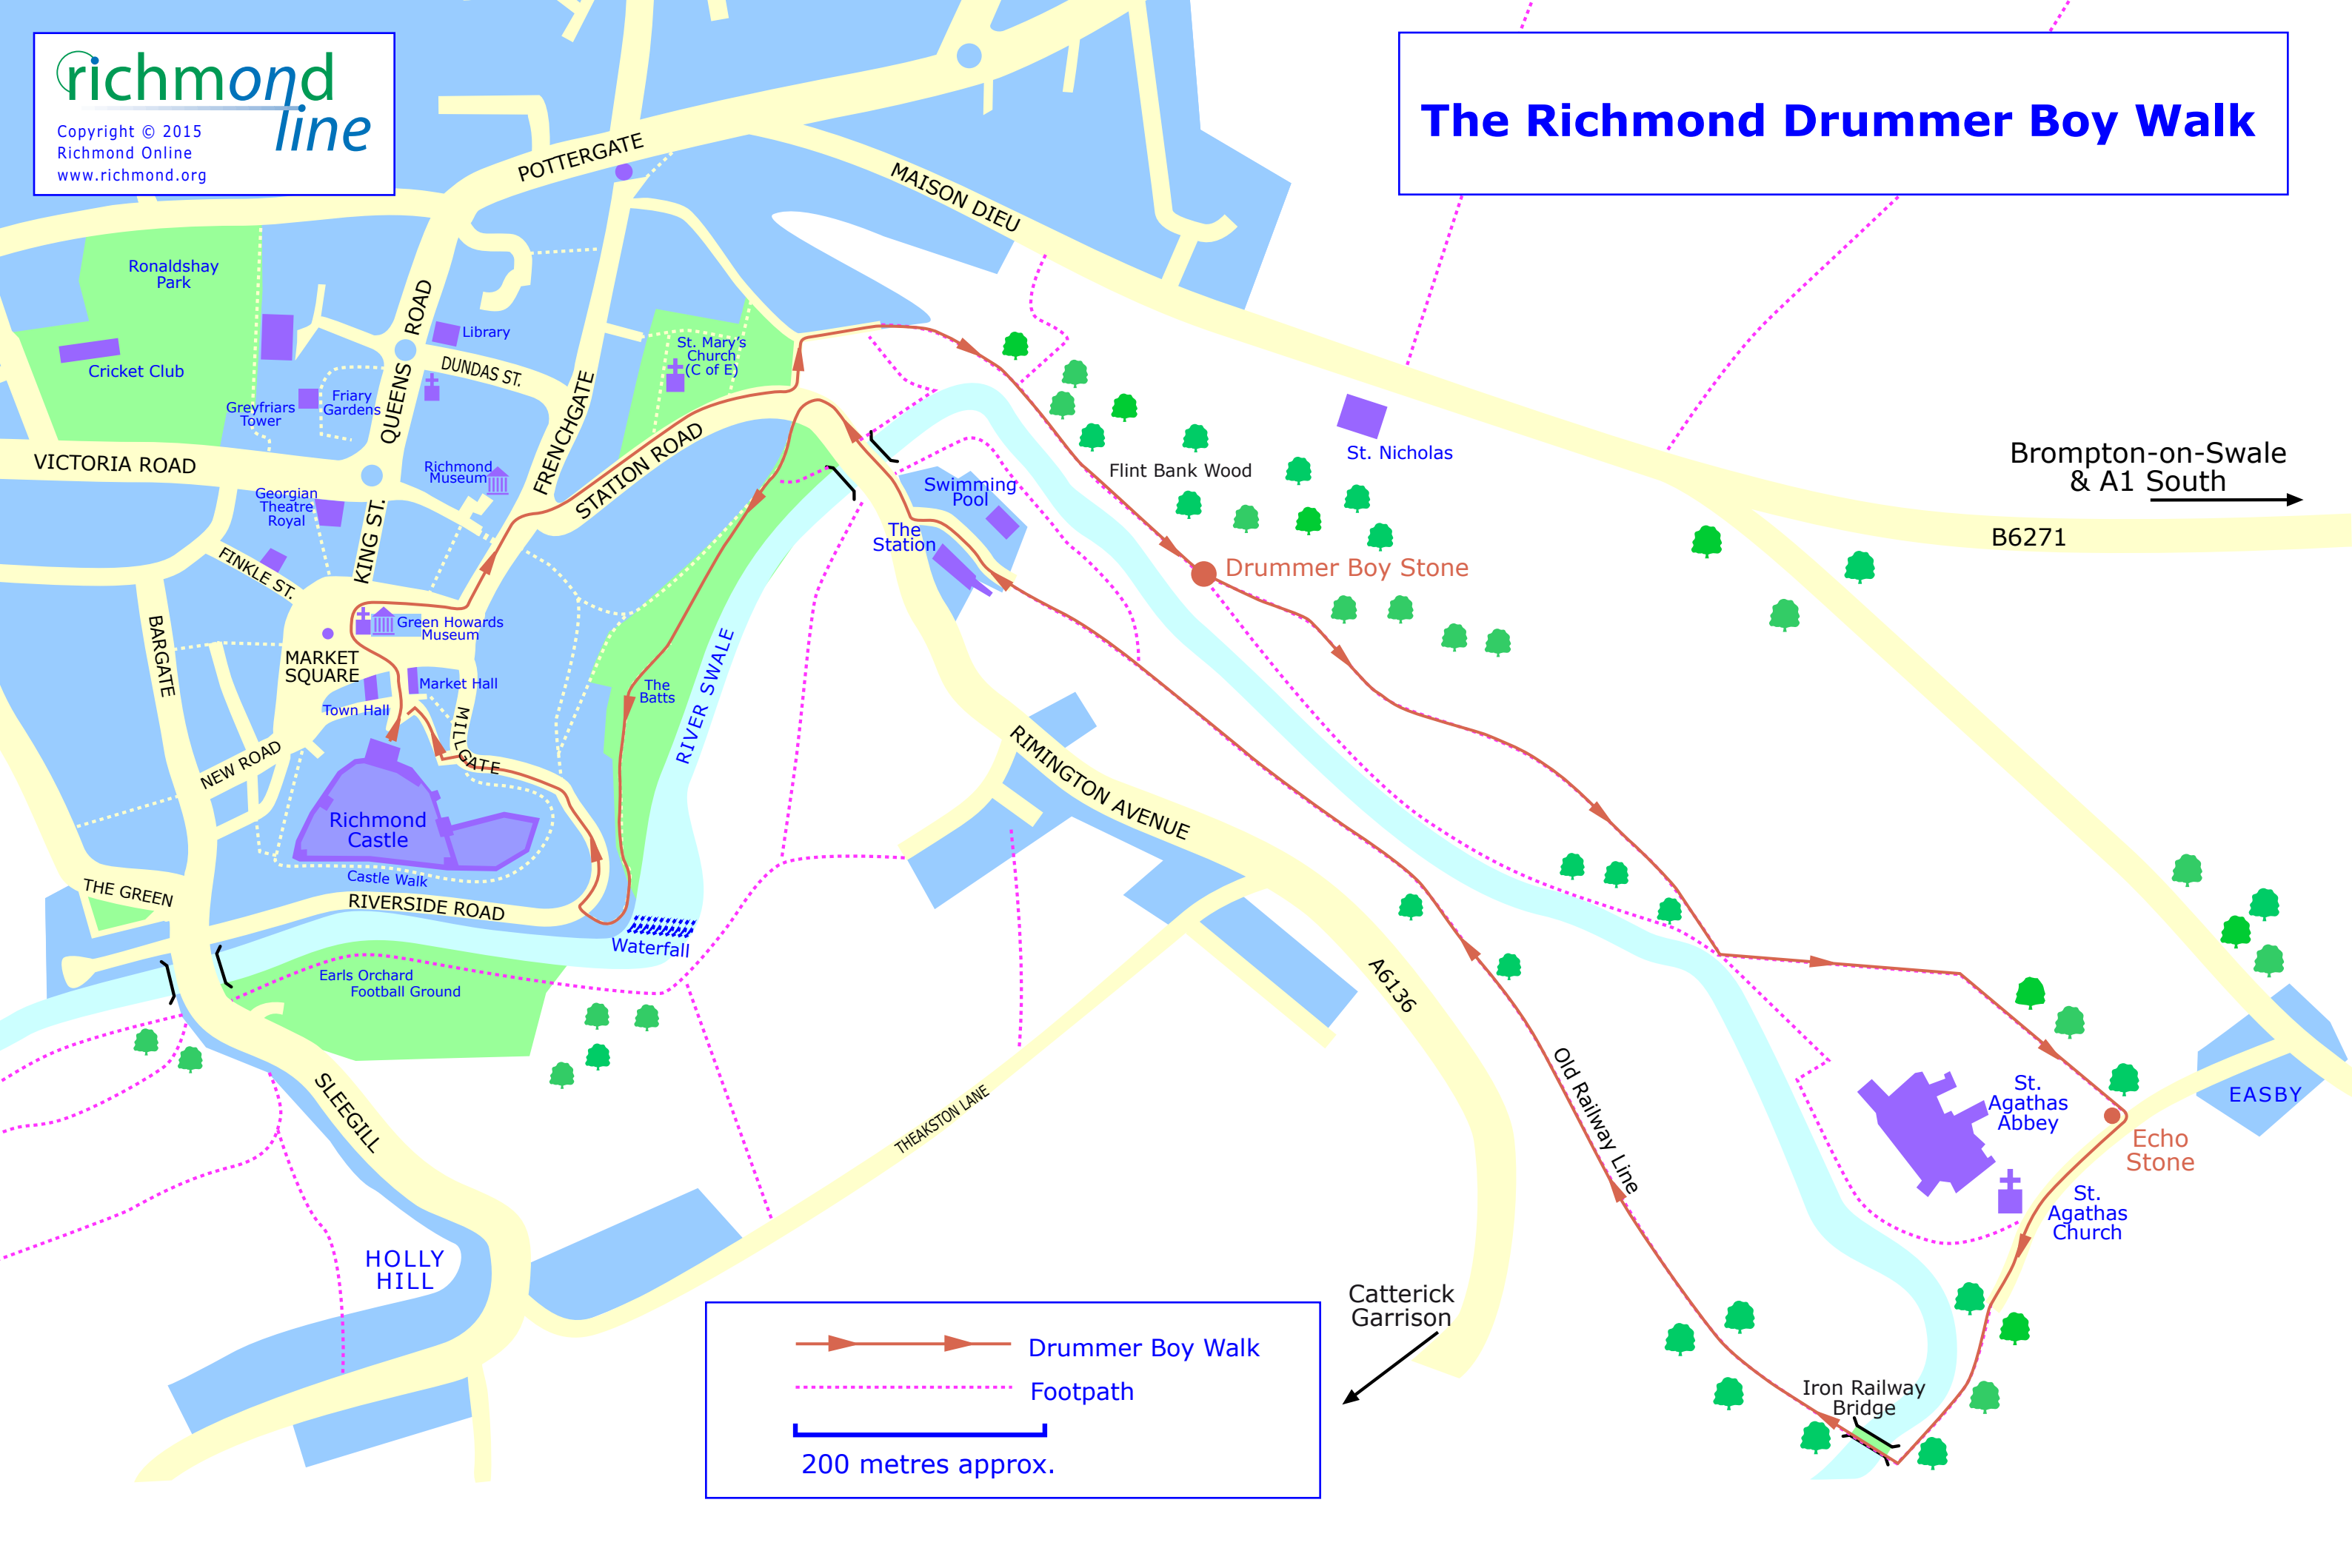 richmond
line
Copyright © 2015
Richmond Online
www.richmond.org
The Richmond Drummer Boy Walk
POTTERGATE
MAISON DIEU
Ronaldshay
Park
Cricket Club
QUEENS ROAD
Library
DUNDAS ST.
St. Mary's
Church
(C of E)
Greyfriars
Tower
Friary
Gardens
FRENCHGATE
STATION ROAD
VICTORIA ROAD
Richmond
Museum
Georgian
Theatre
Royal
KING ST.
FINKLE ST.
BARGATE
Green Howards
Museum
MARKET
SQUARE
Market Hall
Town Hall
MILLGATE
NEW ROAD
Richmond
Castle
Castle Walk
THE GREEN
RIVERSIDE ROAD
The
Batts
RIVER SWALE
Waterfall
Earls Orchard
Football Ground
SLEEGILL
HOLLY
HILL
Swimming
Pool
The
Station
Flint Bank Wood
St. Nicholas
Drummer Boy Stone
Brompton-on-Swale
& A1 South
B6271
RIMINGTON AVENUE
A6136
THEAKSTON LANE
Old Railway Line
St.
Agathas
Abbey
EASBY
Echo
Stone
St.
Agathas
Church
Iron Railway
Bridge
Catterick
Garrison
Drummer Boy Walk
Footpath
200 metres approx.